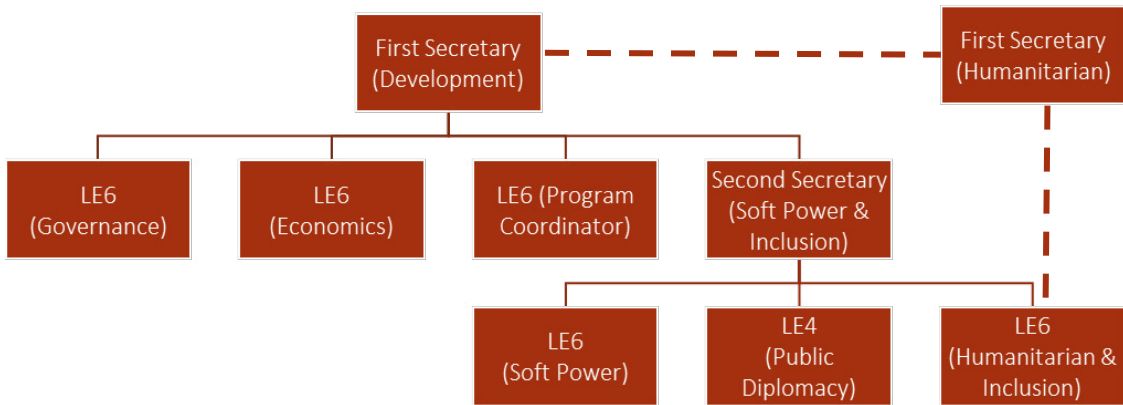 First Secretary
(Development)
First Secretary
(Humanitarian)
LE6
(Governance)
LE6
(Economics)
LE6 (Program
Coordinator)
Second Secretary
(Soft Power &
Inclusion)
LE6
(Soft Power)
LE4
(Public
Diplomacy)
LE6
(Humanitarian &
Inclusion)